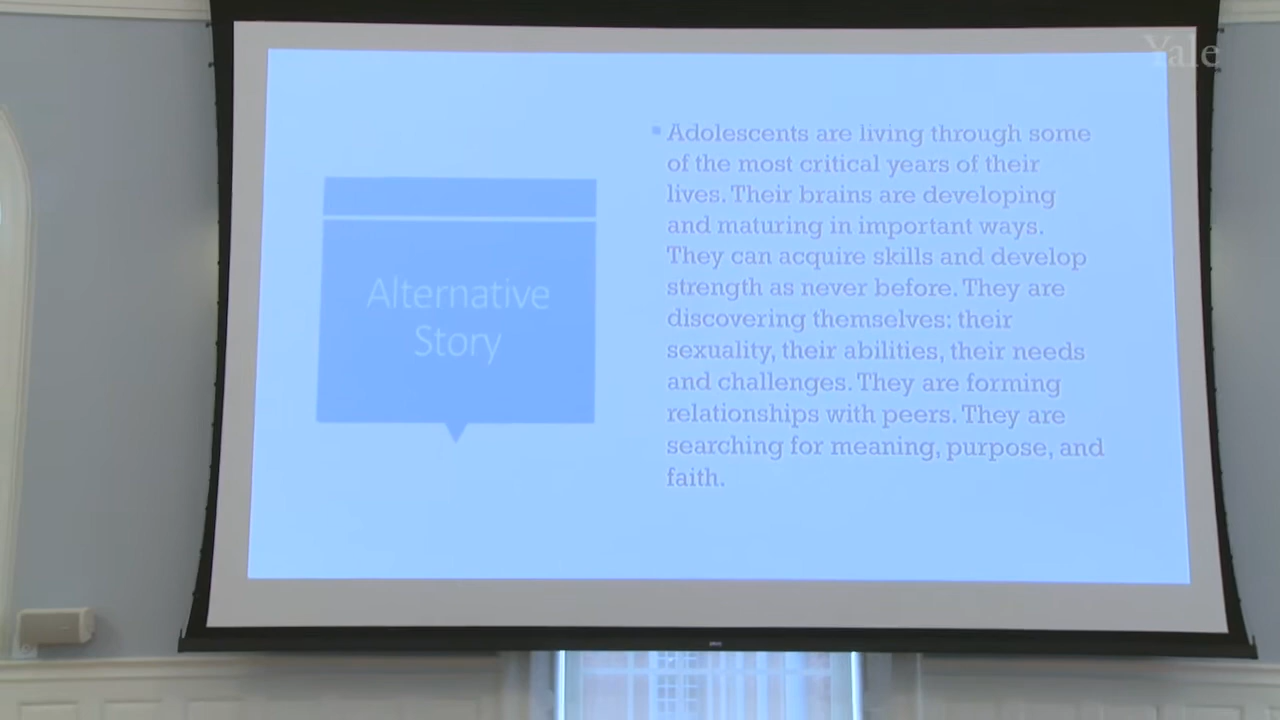 Yale
Alternative
Story
Adolescents are living through some
of the most critical years of their
lives. Their brains are developing
and maturing in important ways.
They can acquire skills and develop
strength as never before. They are
discovering themselves: their
sexuality, their abilities, their needs
and challenges. They are forming
relationships with peers. They are
searching for meaning, purpose, and
faith.